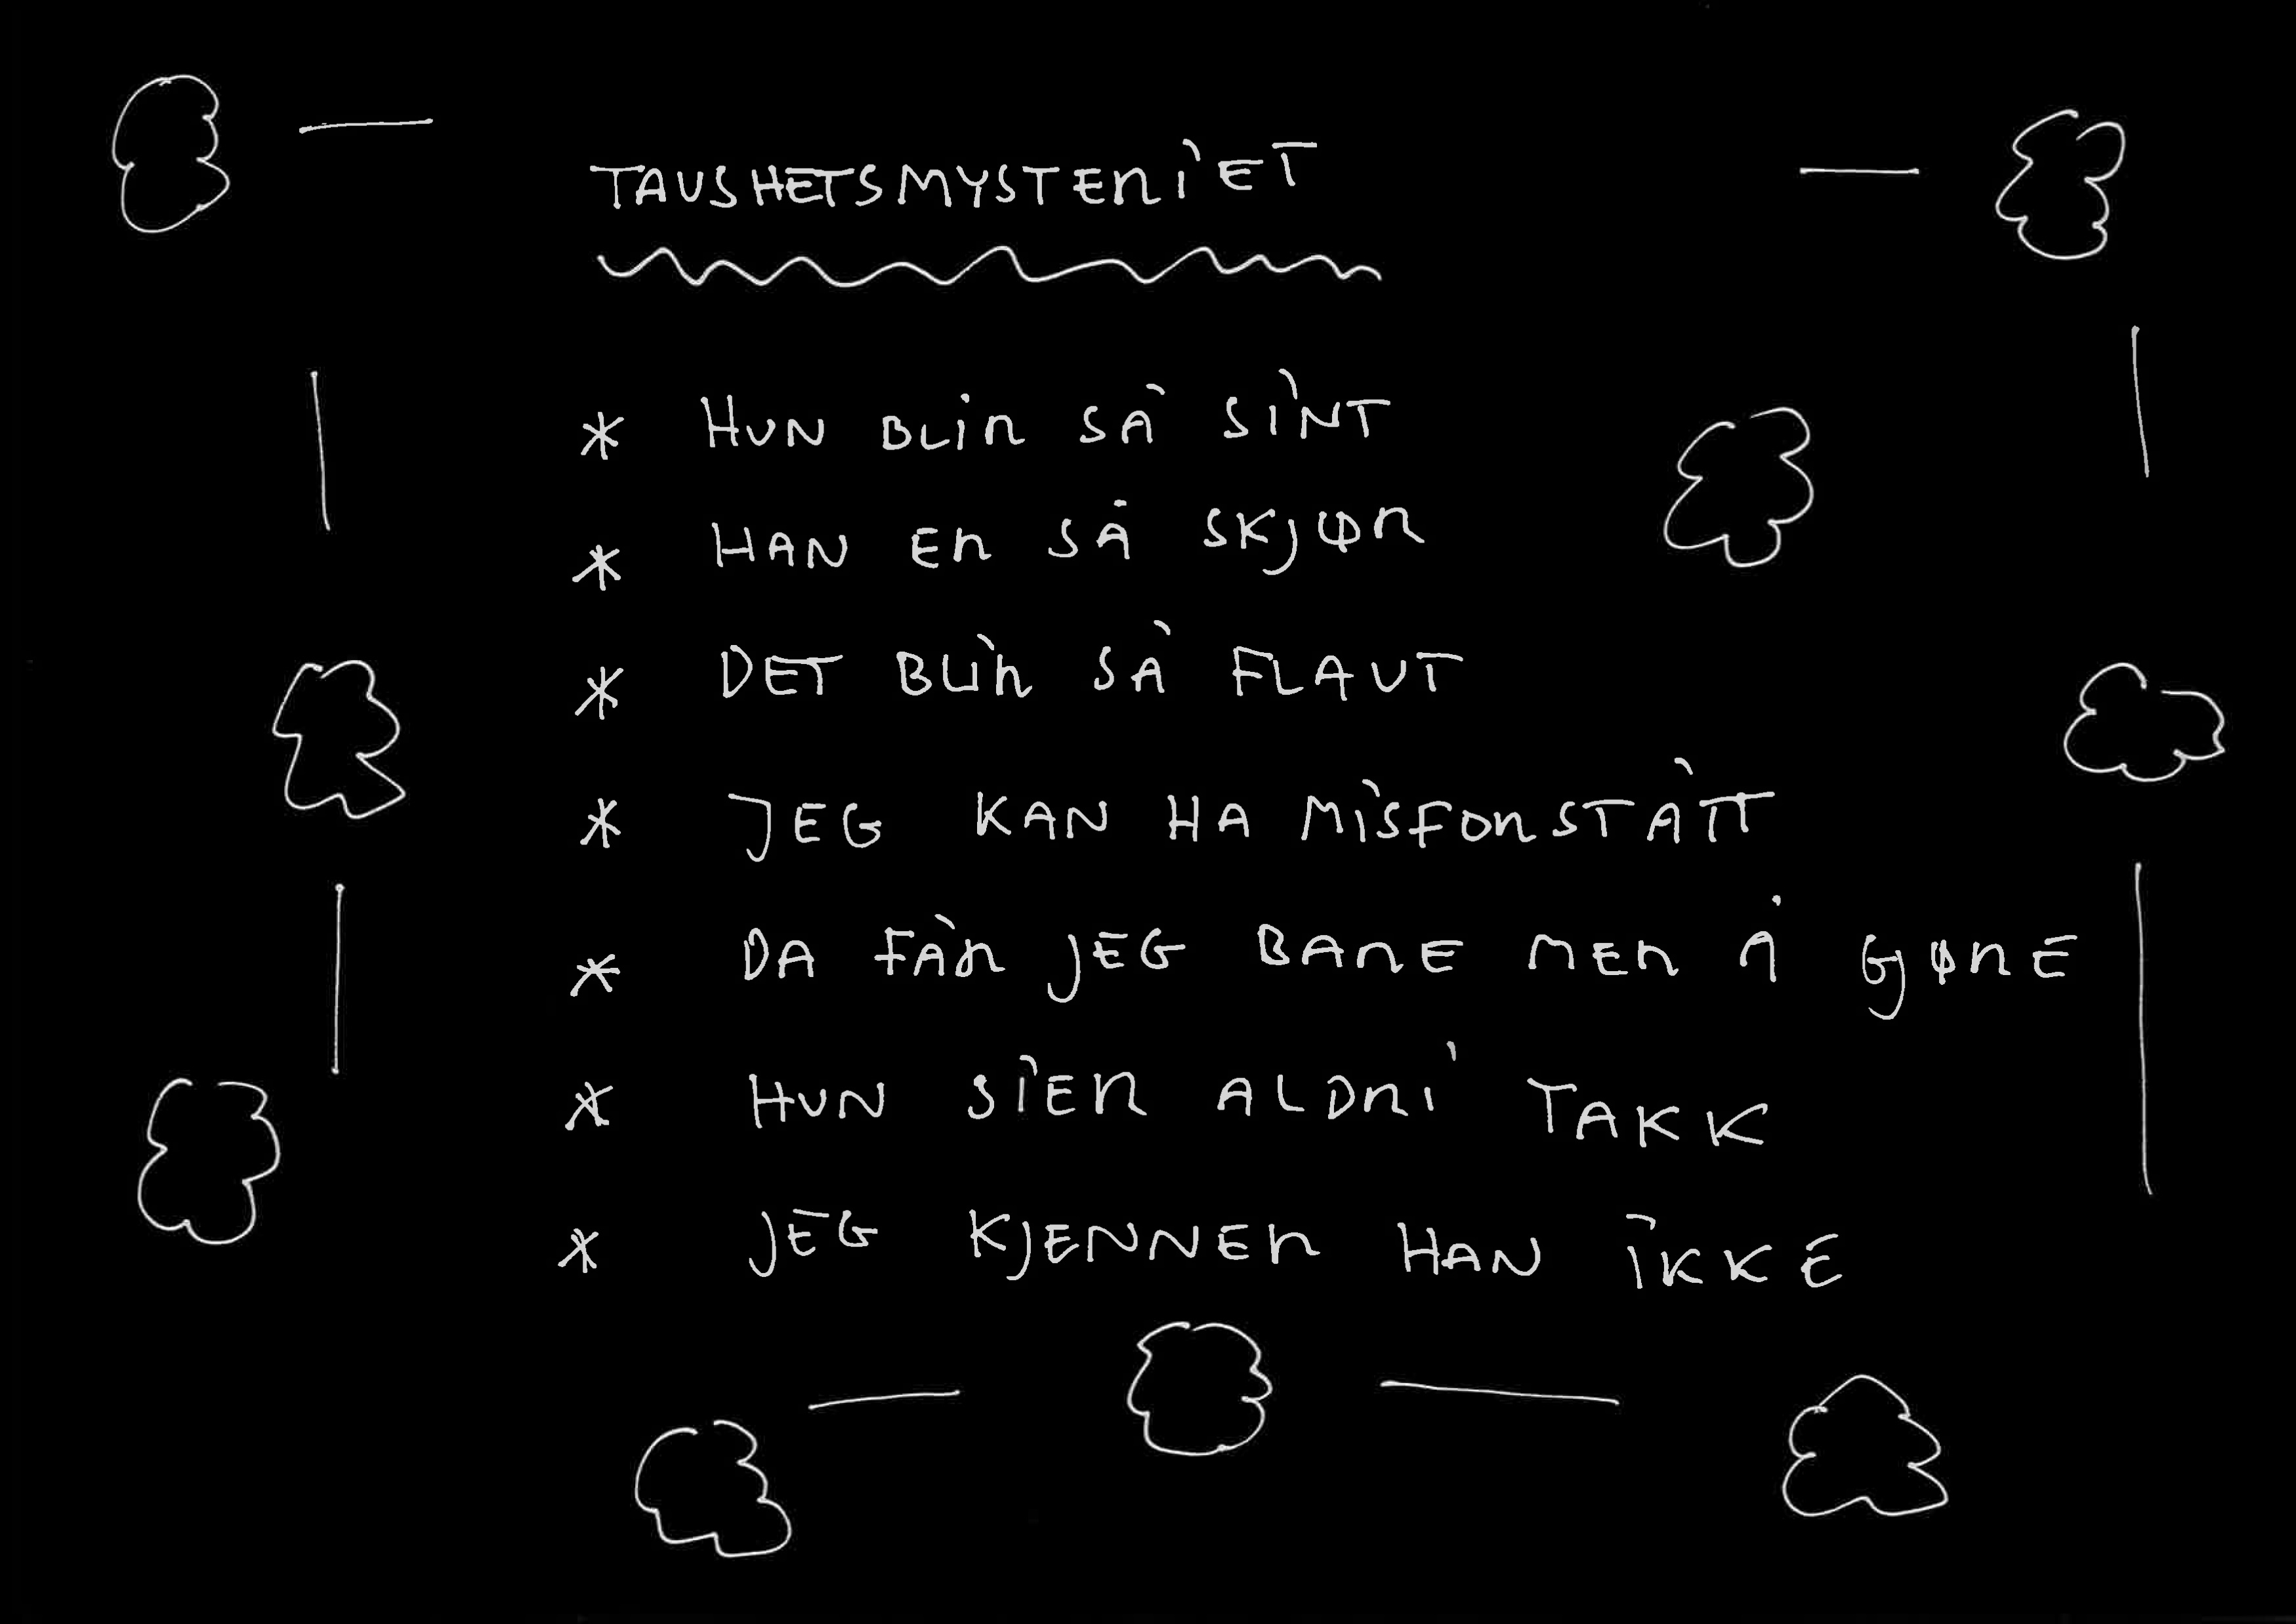 TAUSHETSMYSTERIET
* HUN BLIR SÅ SINT
* HAN ER SÅ SKJØR
* DET BLIR SÅ FLAUT
* JEG KAN HA MISFORSTÅTT
* DA FÅR JEG BARE MER Å GJØRE
* HUN SIER ALDRI TAKK
* JEG KJENNER HAN IKKE